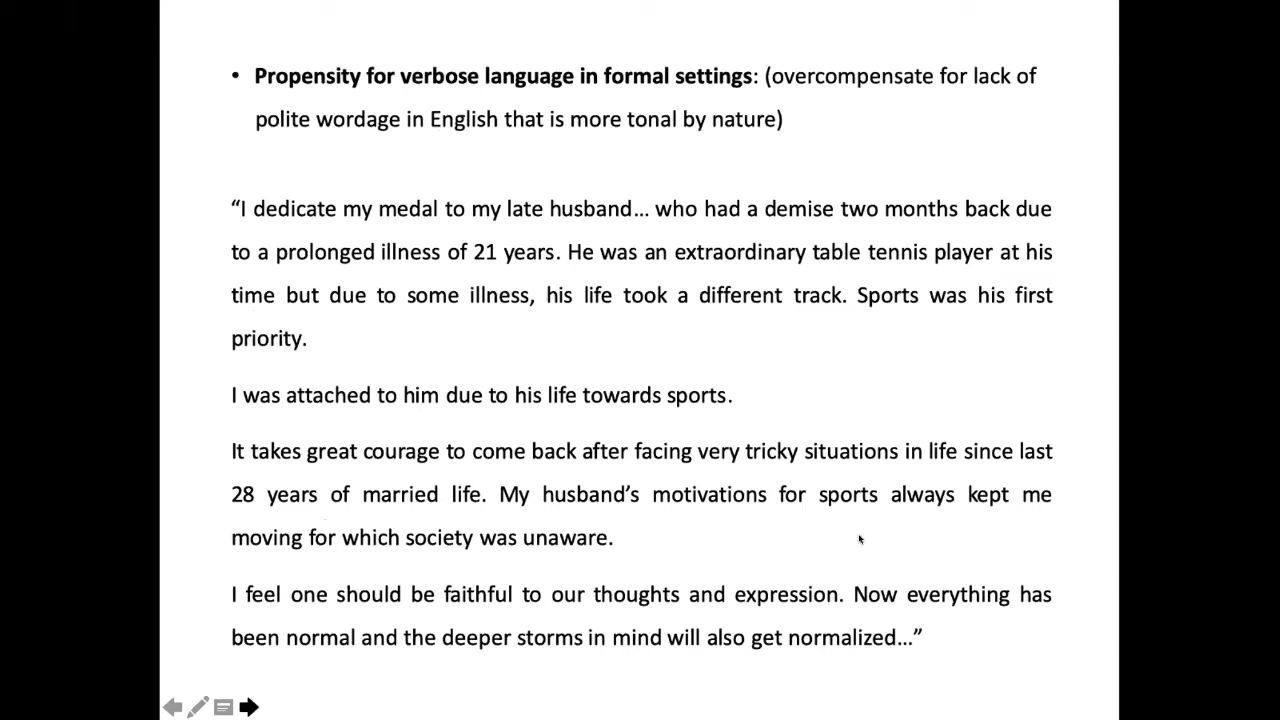 • Propensity for verbose language in formal settings: (overcompensate for lack of
polite wordage in English that is more tonal by nature)
“I dedicate my medal to my late husband... who had a demise two months back due
to a prolonged illness of 21 years. He was an extraordinary table tennis player at his
time but due to some illness, his life took a different track. Sports was his first
priority.
I was attached to him due to his life towards sports.
It takes great courage to come back after facing very tricky situations in life since last
28 years of married life. My husband’s motivations for sports always kept me
moving for which society was unaware.
I feel one should be faithful to our thoughts and expression. Now everything has
been normal and the deeper storms in mind will also get normalized...”